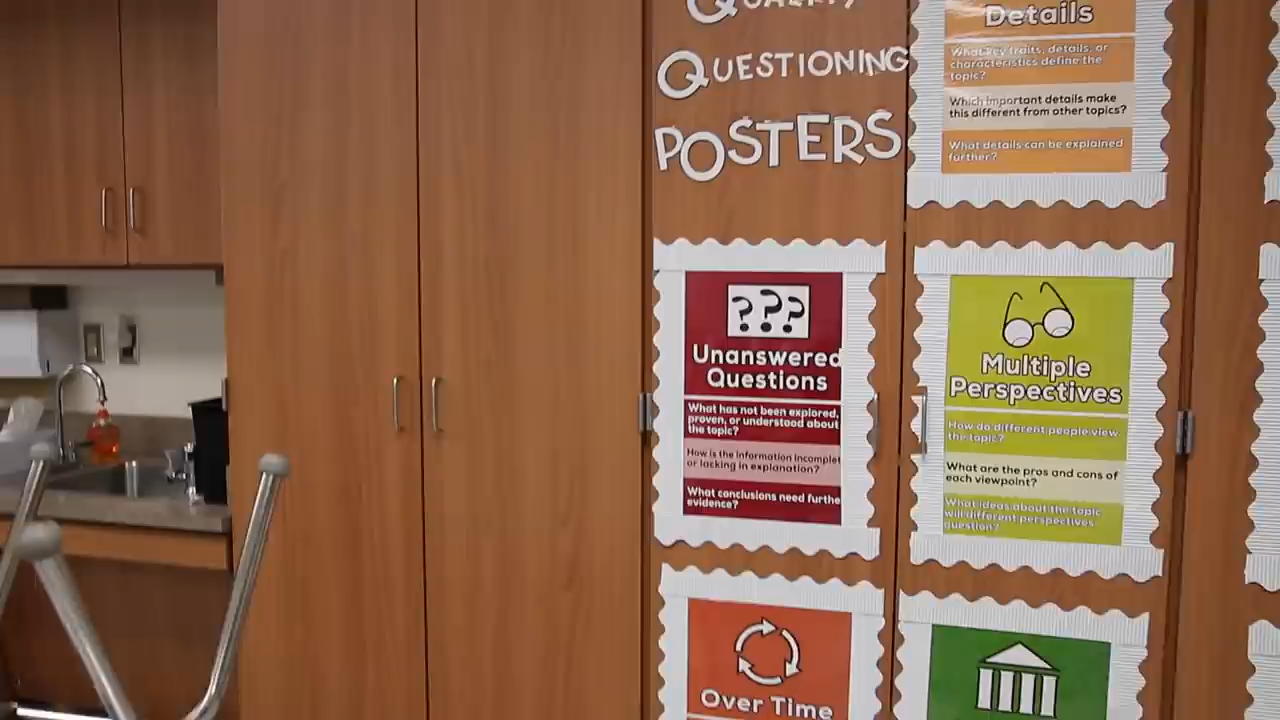 QUALITY
QUESTIONING
POSTERS
Details
What key traits, details, or
characteristics define the
topic?
Which important details make
this different from other topics?
What details can be explained
further?
???
Unanswered
Questions
What has not been explored,
proven, or understood about
the topic?
How is the information incomplet
or lacking in explanation?
What conclusions need furthe
evidence?
Multiple
Perspectives
How do different people view
the topic?
What are the pros and cons of
each viewpoint?
What ideas about the topic
will different perspectives
question?
Over Time